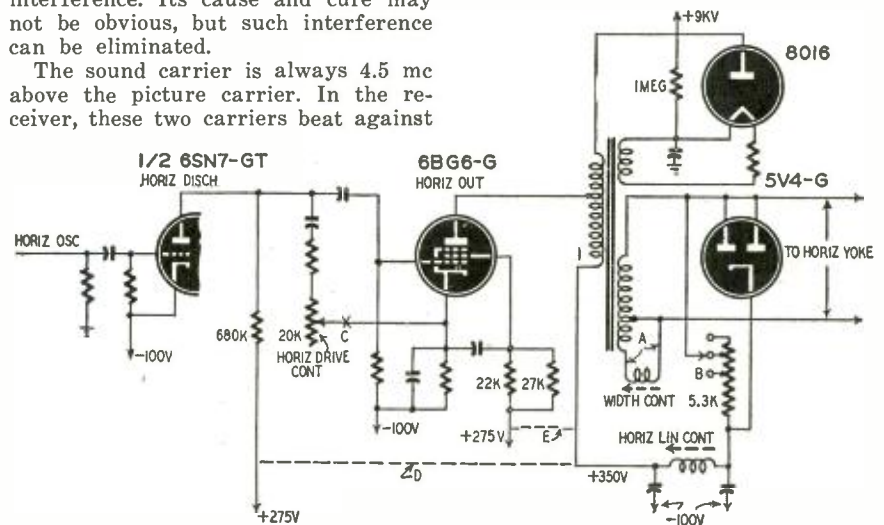 interference. Its cause and cure may
not be obvious, but such interference
can be eliminated.
The sound carrier is always 4.5 mc
above the picture carrier. In the re-
ceiver, these two carriers beat against
+9KV
8016
1MEG
1/2 6SN7-GT
HORIZ DISCH
6BG6-G
HORIZ OUT
5V4-G
HORIZ OSC
TO HORIZ YOKE
680K
20K
C
HORIZ DRIVE
CONT
-100V
A
B
22K
27K
WIDTH CONT
5.3K
-100V
+275V
E
HORIZ LIN CONT
D
+350V
+275V
-100V